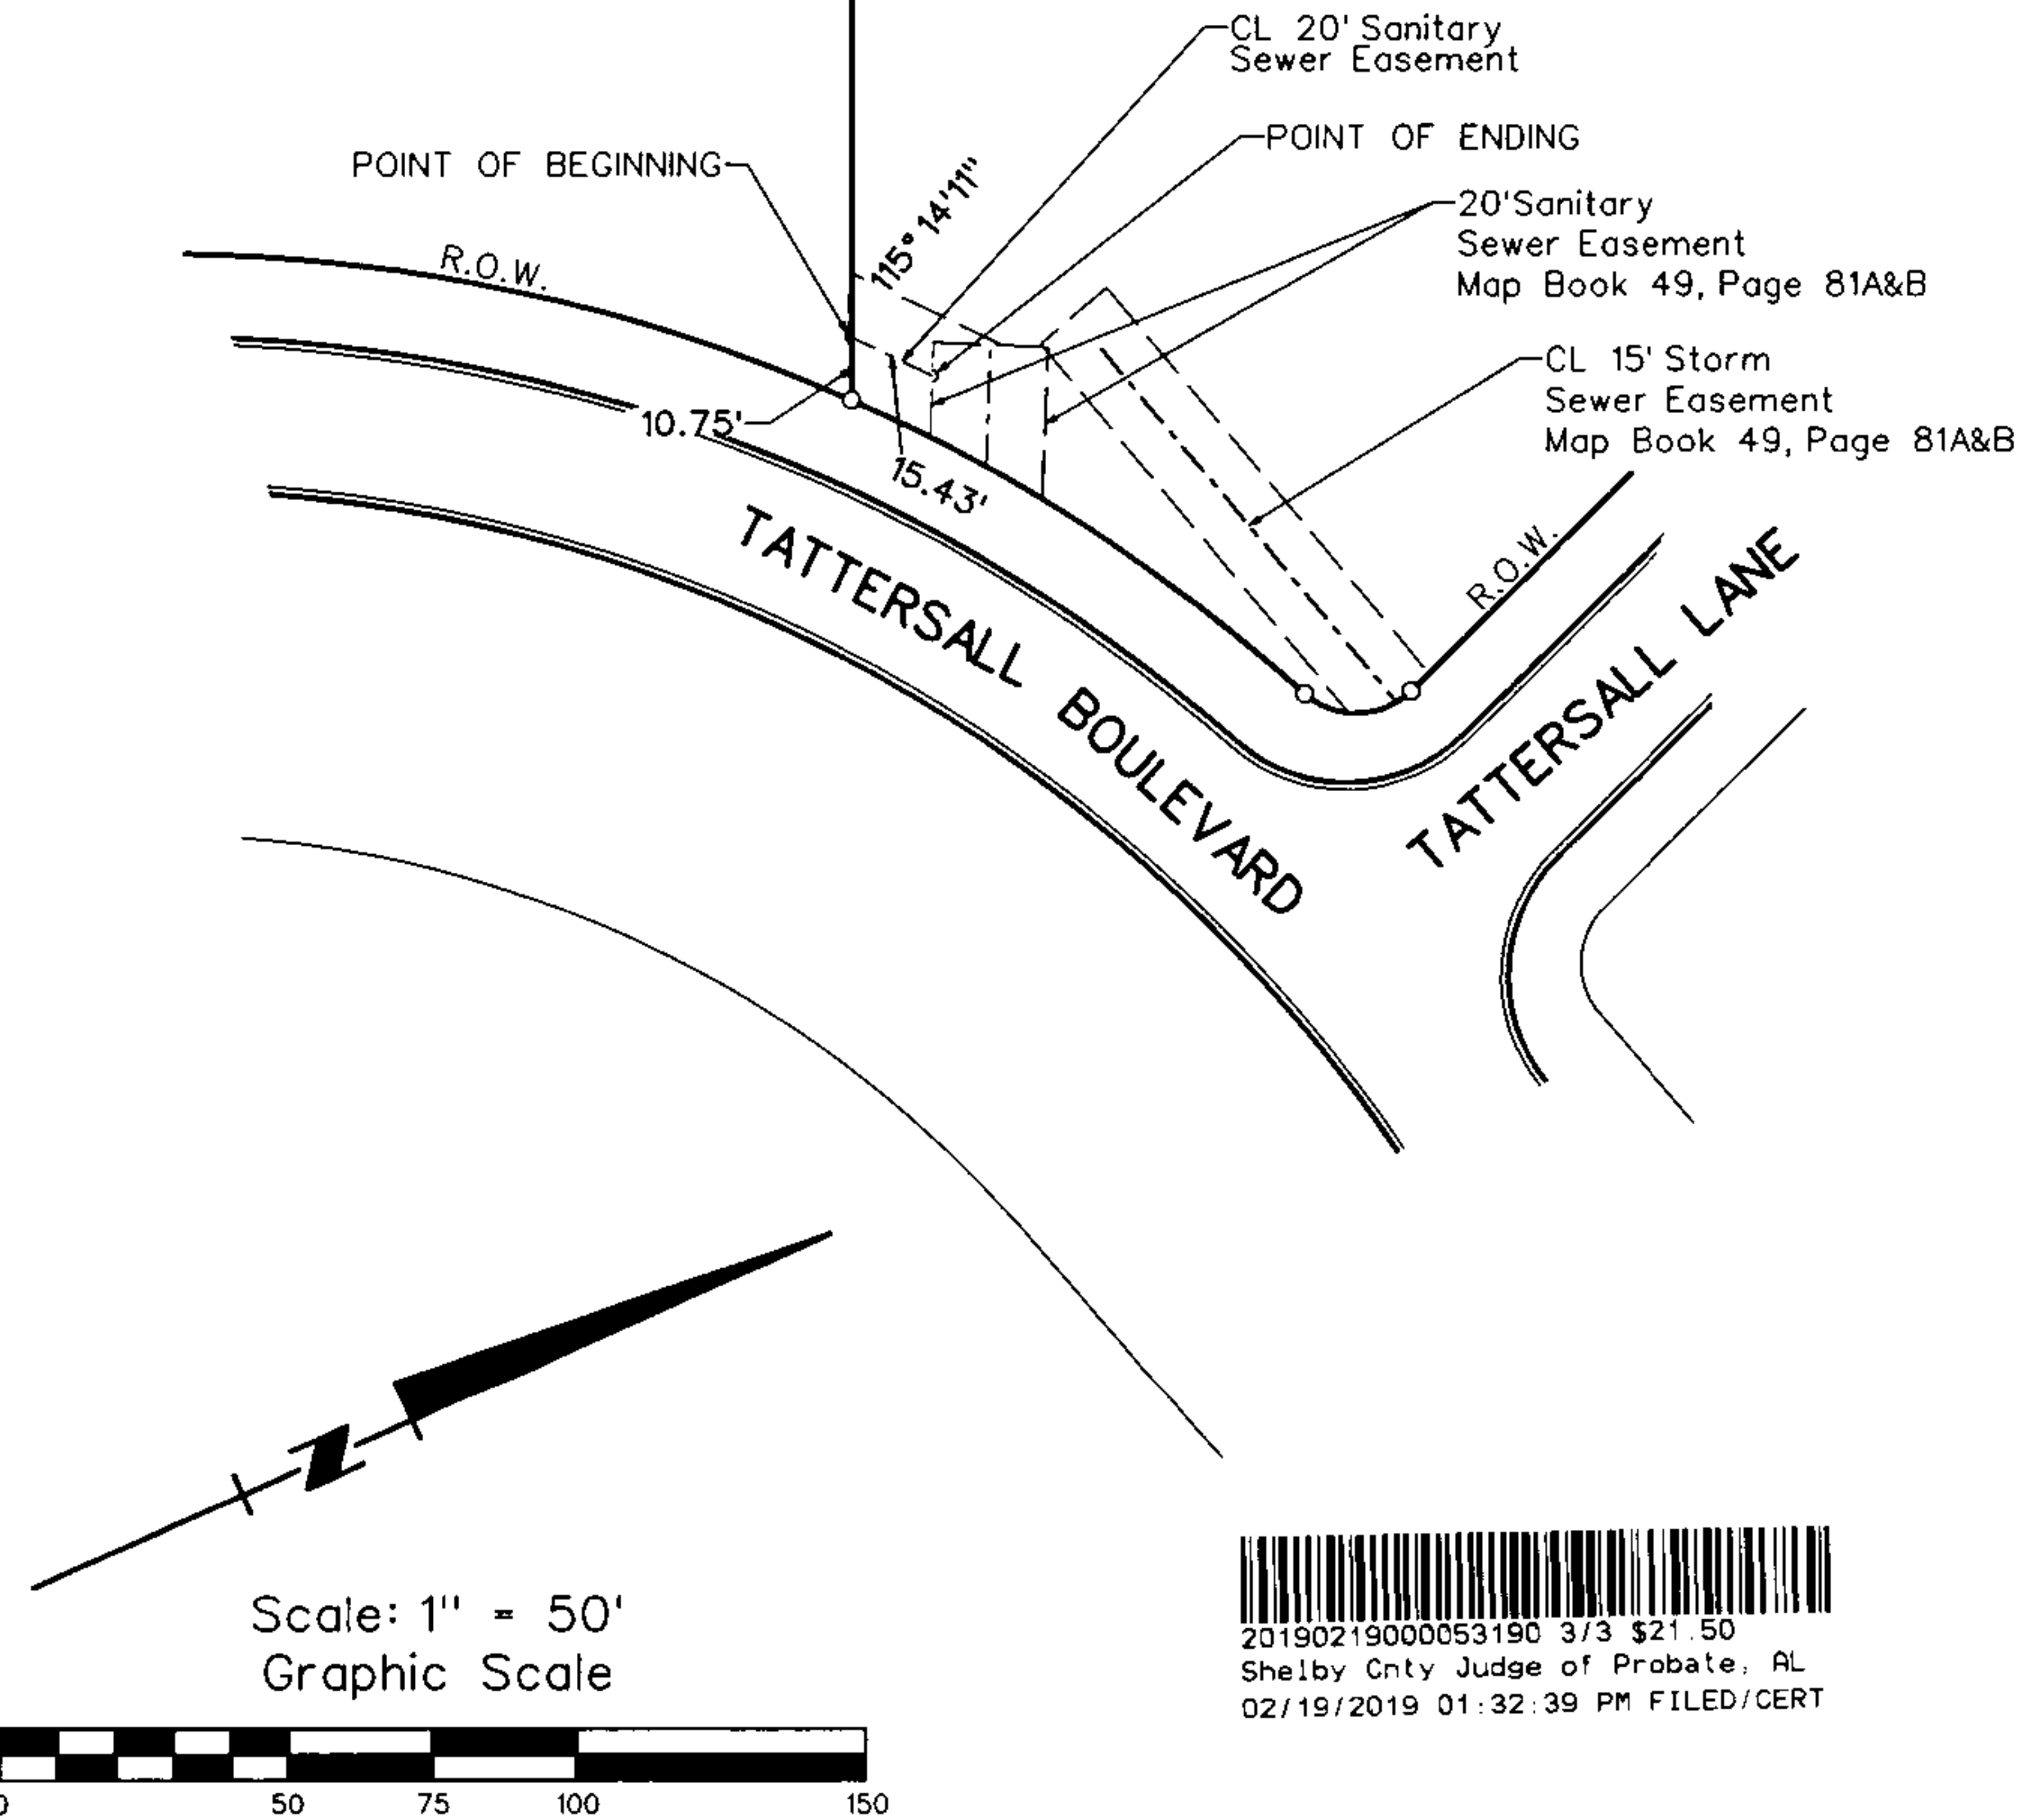 CL 20' Sanitary
Sewer Easement
POINT OF ENDING
POINT OF BEGINNING
115° 14'11"
20'Sanitary
Sewer Easement
Map Book 49, Page 81A&B
R.O.W.
CL 15' Storm
Sewer Easement
Map Book 49, Page 81A&B
10.75'
15.43'
R.O.W.
TATTERSALL BOULEVARD
TATTERSALL LANE
N
Scale: 1" = 50'
Graphic Scale
0 50 75 100 150
20190219000053190 3/3 $21.50
Shelby Cnty Judge of Probate, AL
02/19/2019 01:32:39 PM FILED/CERT